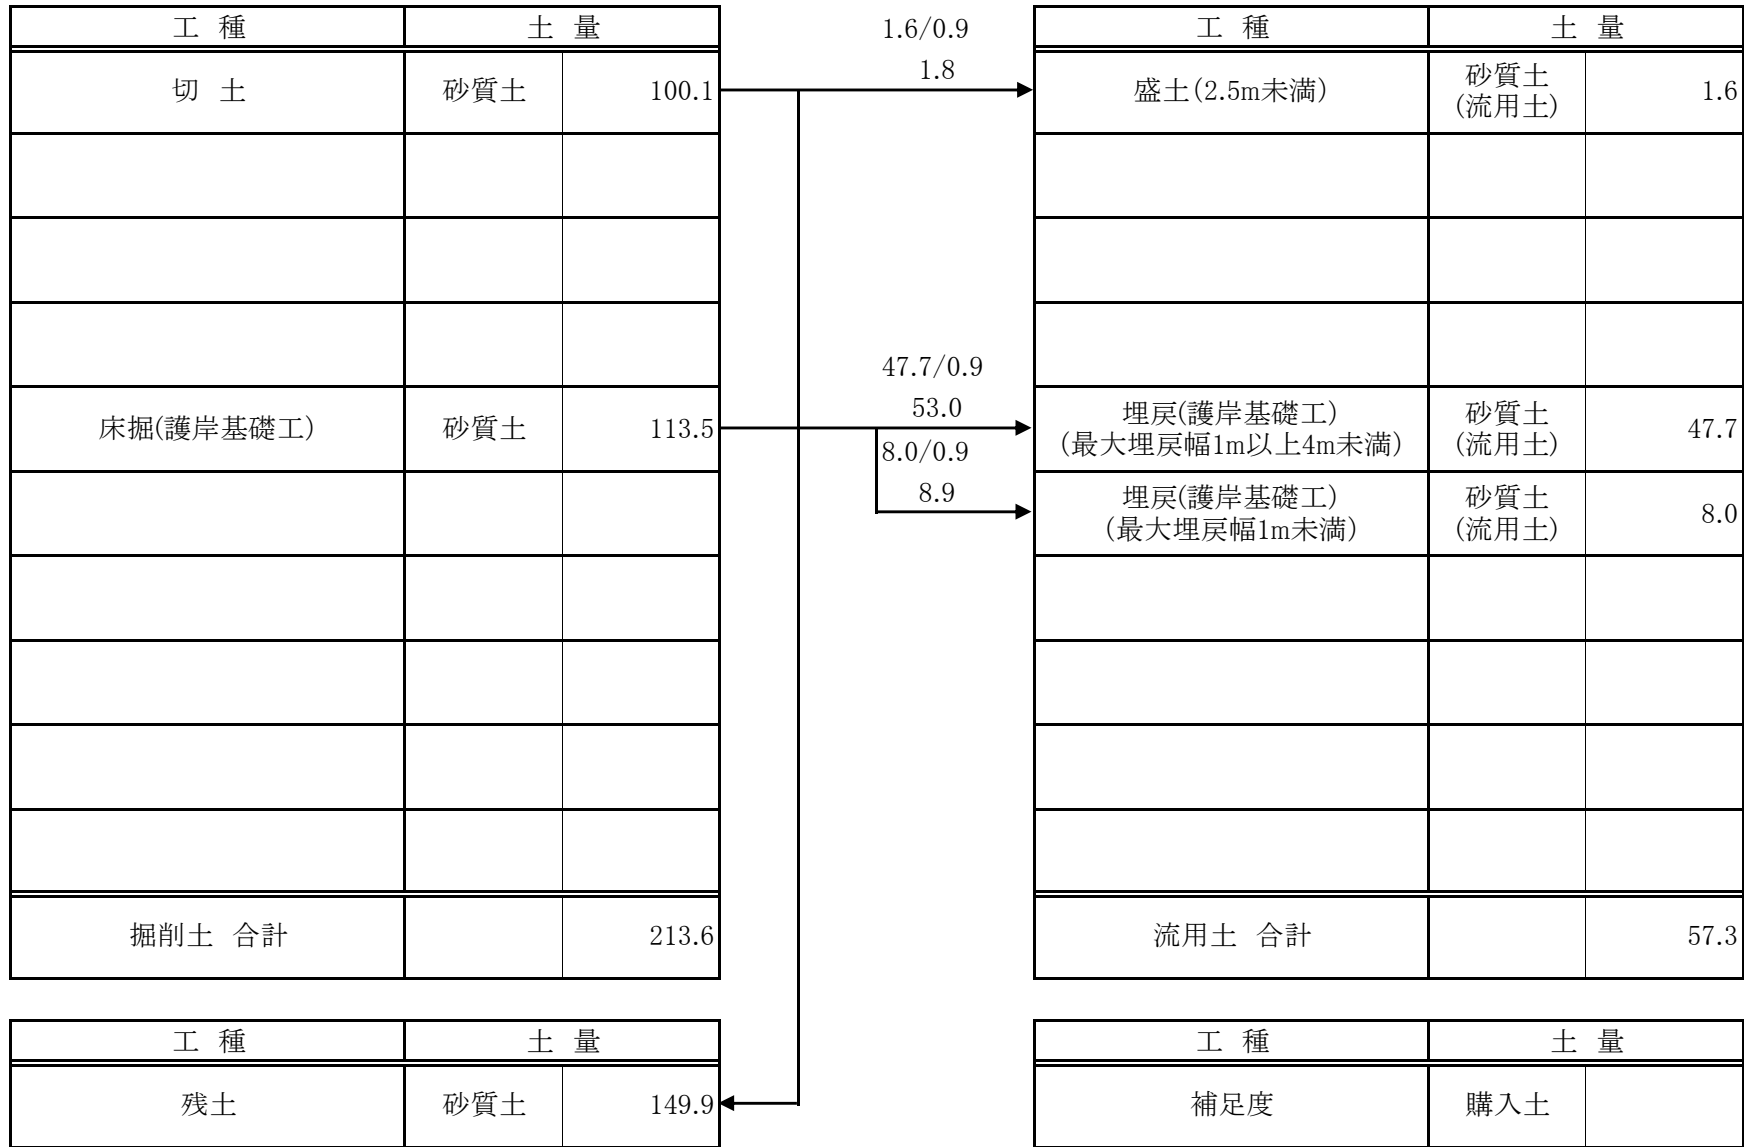 工 種 土 量 1.6/0.9 工 種 土 量
1.8
切 土 砂質土 100.1 盛土(2.5m未満) 砂質土
(流用土) 1.6
47.7/0.9
53.0
床掘(護岸基礎工) 砂質土 113.5 埋戻(護岸基礎工)
(最大埋戻幅1m以上4m未満) 砂質土
(流用土) 47.7
8.0/0.9
8.9
埋戻(護岸基礎工)
(最大埋戻幅1m未満) 砂質土
(流用土) 8.0
掘削土 合計 213.6 流用土 合計 57.3
工 種 土 量 工 種 土 量
残土 砂質土 149.9 補足度 購入土